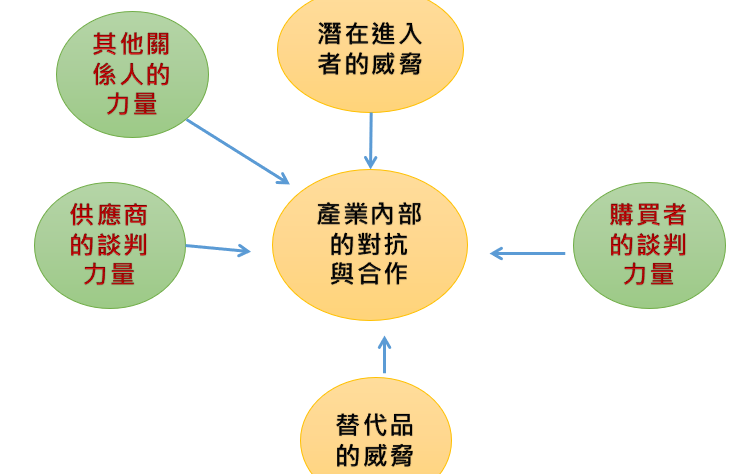 其他關
係人的
力量
潛在進入
者的威脅
供應商
的談判
力量
產業內部
的對抗
與合作
購買者
的談判
力量
替代品
的威脅